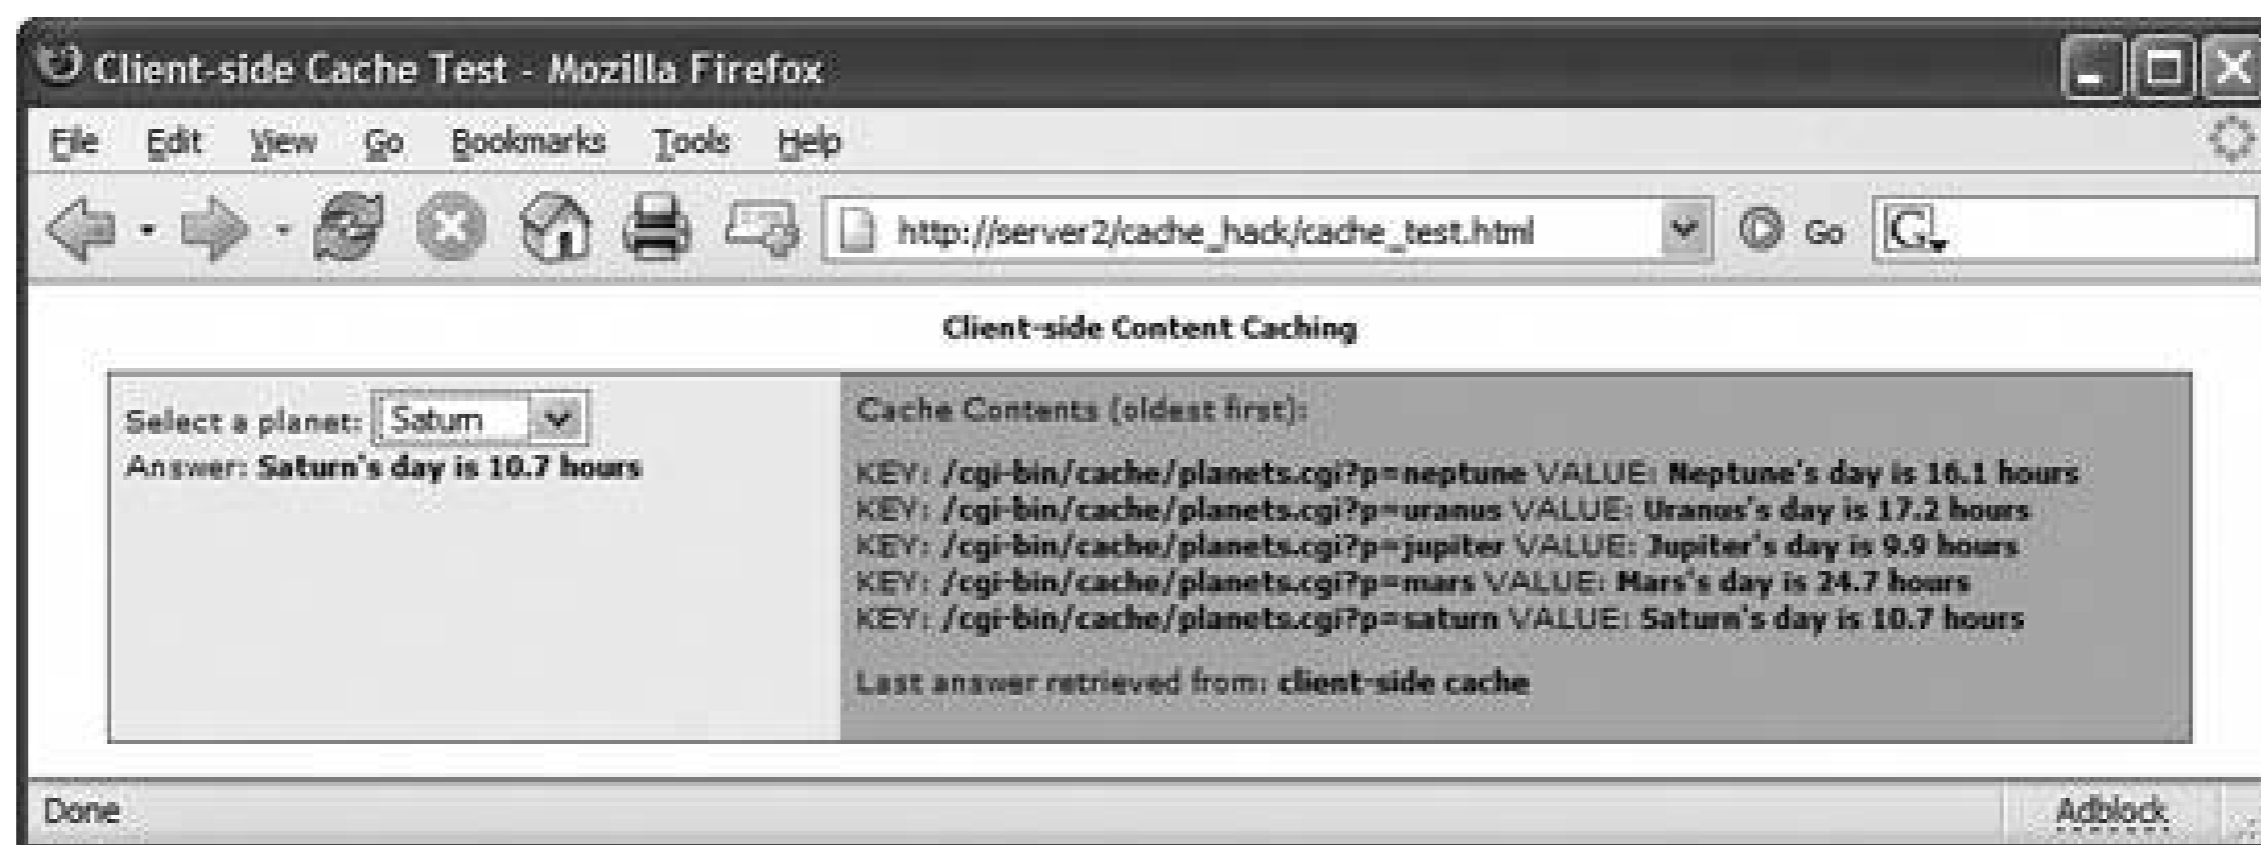 Client-side Cache Test - Mozilla Firefox
File Edit View Go Bookmarks Tools Help
http://server2/cache_hack/cache_test.html Go G
Client-side Content Caching
Select a planet: Saturn
Answer: Saturn's day is 10.7 hours
Cache Contents (oldest first):
KEY: /cgi-bin/cache/planets.cgi?p=neptune VALUE: Neptune's day is 16.1 hours
KEY: /cgi-bin/cache/planets.cgi?p=uranus VALUE: Uranus's day is 17.2 hours
KEY: /cgi-bin/cache/planets.cgi?p=jupiter VALUE: Jupiter's day is 9.9 hours
KEY: /cgi-bin/cache/planets.cgi?p=mars VALUE: Mars's day is 24.7 hours
KEY: /cgi-bin/cache/planets.cgi?p=saturn VALUE: Saturn's day is 10.7 hours
Last answer retrieved from: client-side cache
Done Adblock